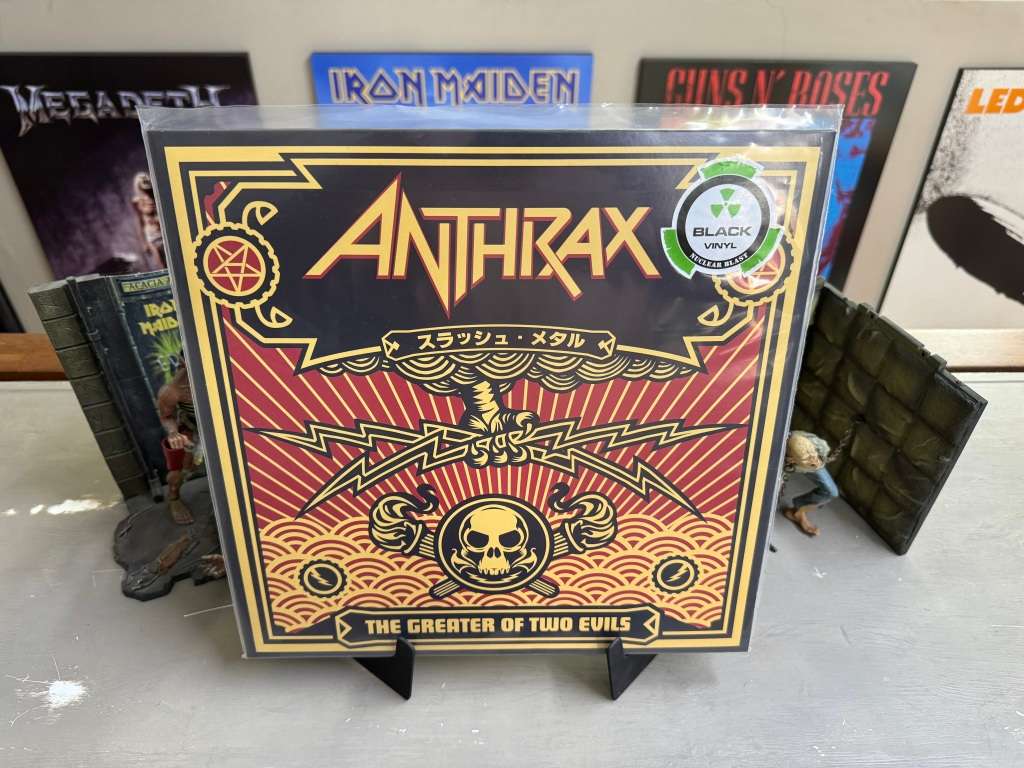 MEGADETH
IRON MAIDEN
GUNS N' ROSES
LED
ANTHRAX
BLACK
VINYL
NUCLEAR BLAST
ACACIA
IRON
MAIDEN
スラッシュ・メタル
THE GREATER OF TWO EVILS